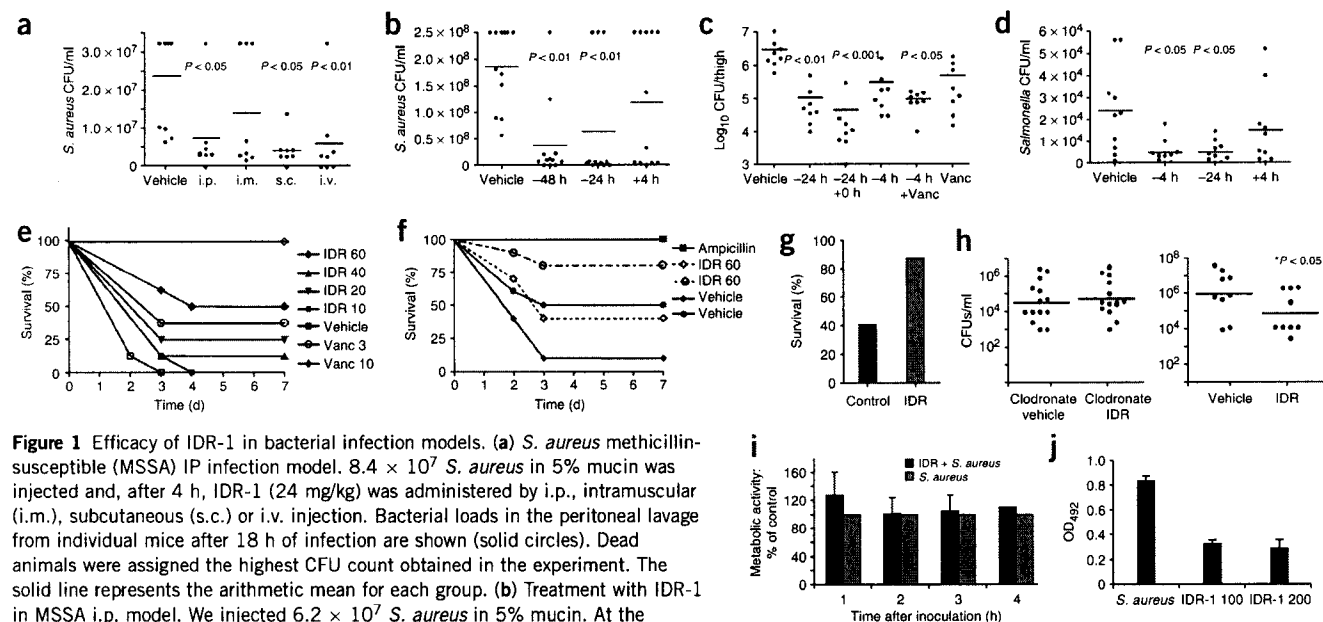 a
S. aureus CFU/ml
3.0 × 10⁷
2.0 × 10⁷
1.0 × 10⁷
0
P < 0.05
P < 0.05
P < 0.01
Vehicle i.p. i.m. s.c. i.v.
b
S. aureus CFU/ml
2.5 × 10⁸
2.0 × 10⁸
1.5 × 10⁸
1.0 × 10⁸
5.0 × 10⁷
0
P < 0.01
P < 0.01
Vehicle –48 h –24 h +4 h
c
Log₁₀ CFU/thigh
7
6
5
4
3
P < 0.01
P < 0.001
P < 0.05
Vehicle –24 h –24 h –4 h –4 h Vanc
+0 h +Vanc
d
Salmonella CFU/ml
6 × 10⁴
5 × 10⁴
4 × 10⁴
3 × 10⁴
2 × 10⁴
1 × 10⁴
0
P < 0.05
P < 0.05
Vehicle –4 h –24 h +4 h
e
Survival (%)
100
75
50
25
0
0 1 2 3 4 5 6 7
Time (d)
IDR 60
IDR 40
IDR 20
IDR 10
Vehicle
Vanc 3
Vanc 10
f
Survival (%)
100
75
50
25
0
0 1 2 3 4 5 6 7
Time (d)
Ampicillin
IDR 60
IDR 60
Vehicle
Vehicle
g
Survival (%)
100
80
60
40
20
0
Control IDR
h
CFUs/ml
10⁶
10⁴
10²
Clodronate Clodronate
vehicle IDR
10⁸
10⁶
10⁴
10²
*P < 0.05
Vehicle IDR
Figure 1 Efficacy of IDR-1 in bacterial infection models. (a) S. aureus methicillin-
susceptible (MSSA) IP infection model. 8.4 × 10⁷ S. aureus in 5% mucin was
injected and, after 4 h, IDR-1 (24 mg/kg) was administered by i.p., intramuscular
(i.m.), subcutaneous (s.c.) or i.v. injection. Bacterial loads in the peritoneal lavage
from individual mice after 18 h of infection are shown (solid circles). Dead
animals were assigned the highest CFU count obtained in the experiment. The
solid line represents the arithmetic mean for each group. (b) Treatment with IDR-1
in MSSA i.p. model. We injected 6.2 × 10⁷ S. aureus in 5% mucin. At the
i
Metabolic activity:
% of control
160
120
80
40
0
IDR + S. aureus
S. aureus
1 2 3 4
Time after inoculation (h)
j
OD₄₉₂
1.0
0.8
0.6
0.4
0.2
0
S. aureus IDR-1 100 IDR-1 200